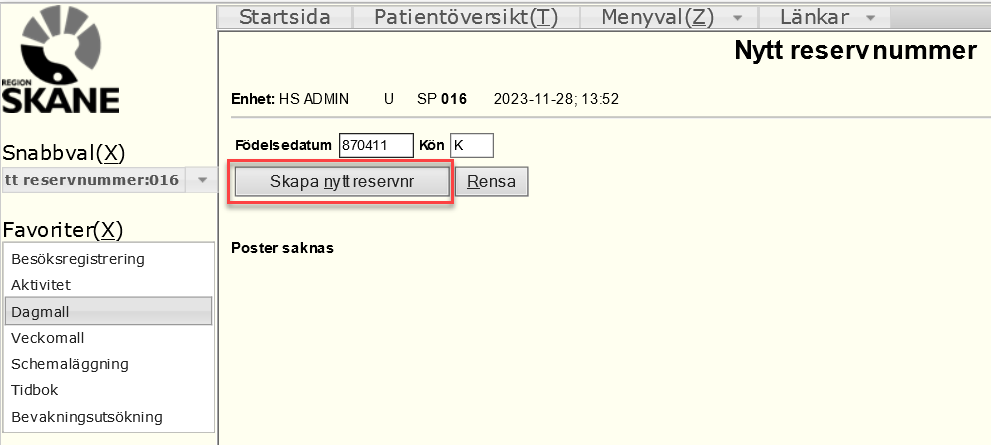 Startsida Patientöversikt(T) Menyval(Z) Länkar
REGION
SKÅNE
Nytt reservnummer
Enhet: HS ADMIN U SP 016 2023-11-28; 13:52
Födelsedatum 870411 Kön K
Skapa nytt reservnr Rensa
Poster saknas
Snabbval(X)
tt reservnummer:016
Favoriter(X)
Besöksregistrering
Aktivitet
Dagmall
Veckomall
Schemaläggning
Tidbok
Bevakningsutsökning